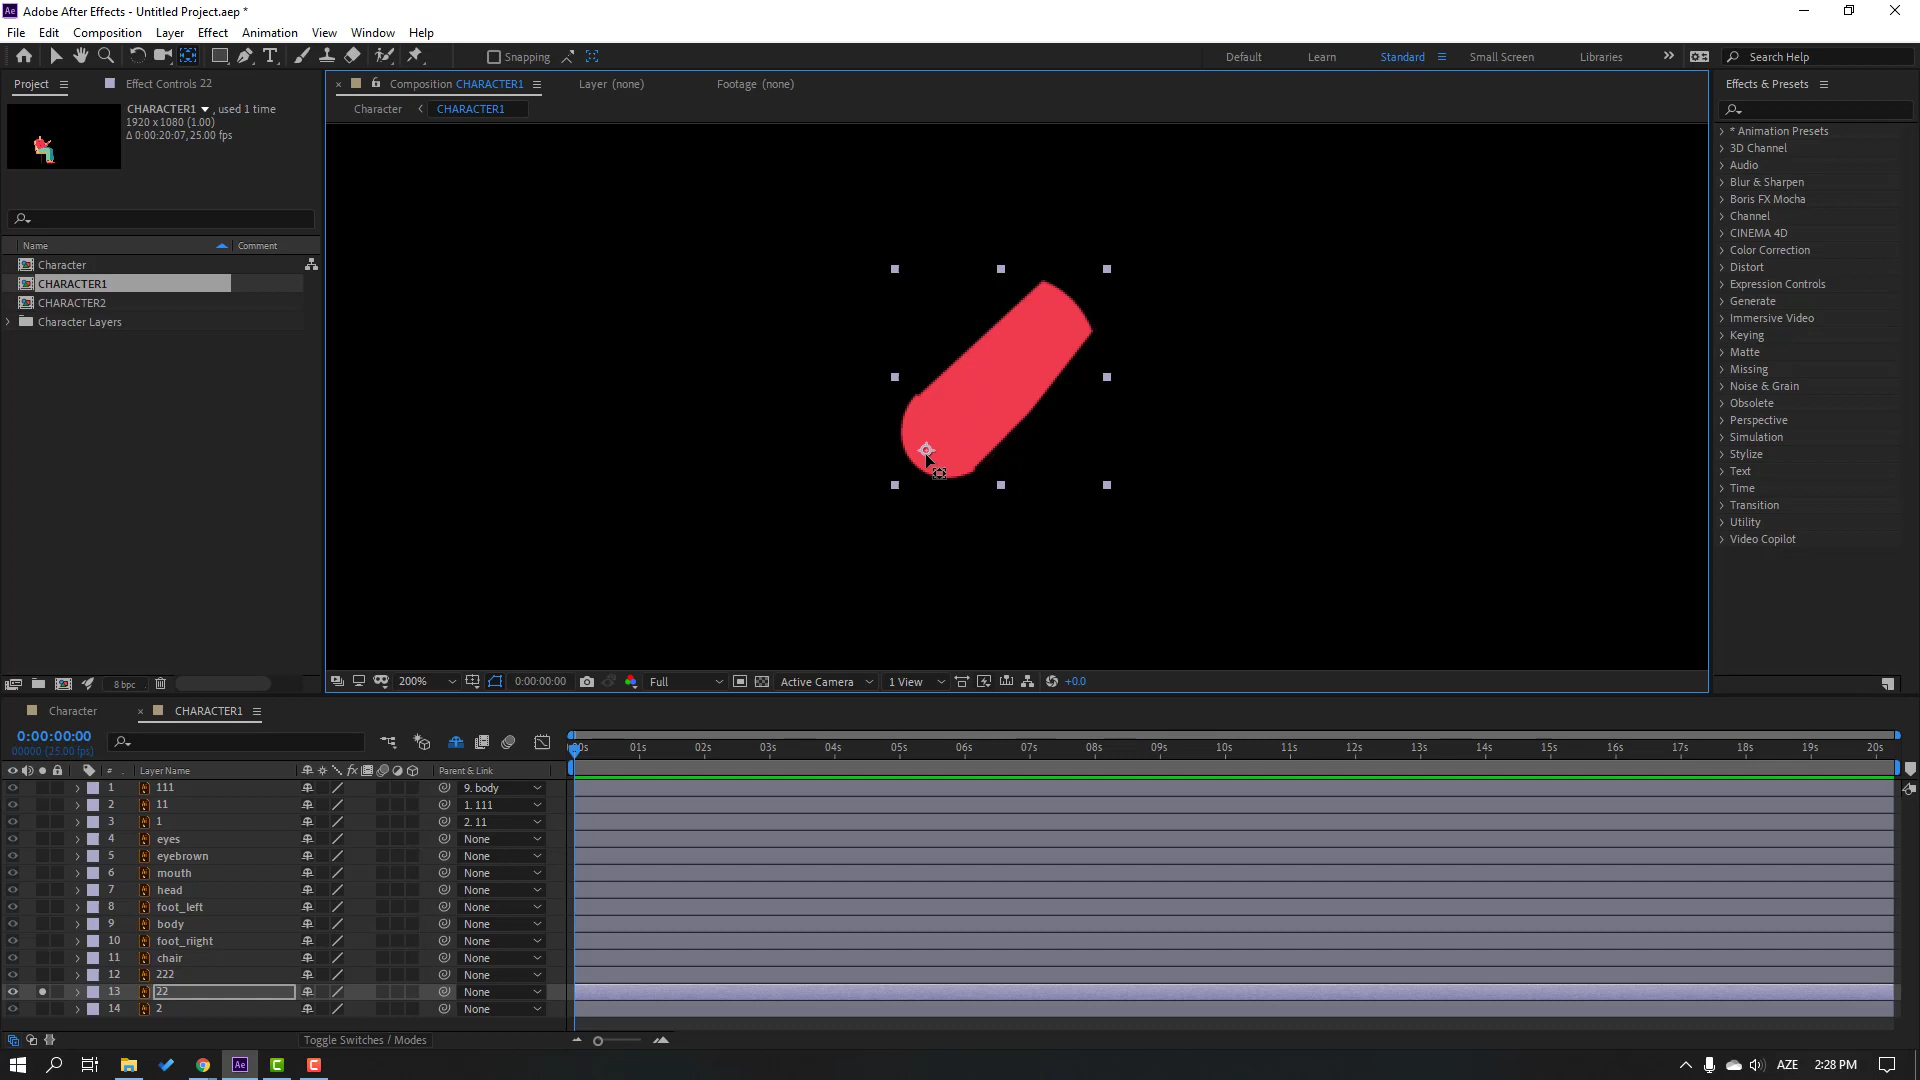 Ae Adobe After Effects - Untitled Project.aep *
File Edit Composition Layer Effect Animation View Window Help
Snapping
Default Learn Standard Small Screen Libraries
Search Help
Project Effect Controls 22
CHARACTER1 , used 1 time
1920 x 1080 (1.00)
Δ 0:00:20:07, 25.00 fps
Name Comment
Character
CHARACTER1
CHARACTER2
Character Layers
8 bpc
Composition CHARACTER1 Layer (none) Footage (none)
Character CHARACTER1
200% 0:00:00:00 Full Active Camera 1 View +0.0
Effects & Presets
* Animation Presets
3D Channel
Audio
Blur & Sharpen
Boris FX Mocha
Channel
CINEMA 4D
Color Correction
Distort
Expression Controls
Generate
Immersive Video
Keying
Matte
Missing
Noise & Grain
Obsolete
Perspective
Simulation
Stylize
Text
Time
Transition
Utility
Video Copilot
Character CHARACTER1
0:00:00:00
00000 (25.00 fps)
00s 01s 02s 03s 04s 05s 06s 07s 08s 09s 10s 11s 12s 13s 14s 15s 16s 17s 18s 19s 20s
# Layer Name fx Parent & Link
1 111 9. body
2 11 1. 111
3 1 2. 11
4 eyes None
5 eyebrown None
6 mouth None
7 head None
8 foot_left None
9 body None
10 foot_riight None
11 chair None
12 222 None
13 22 None
14 2 None
Toggle Switches / Modes
Ae AZE 2:28 PM